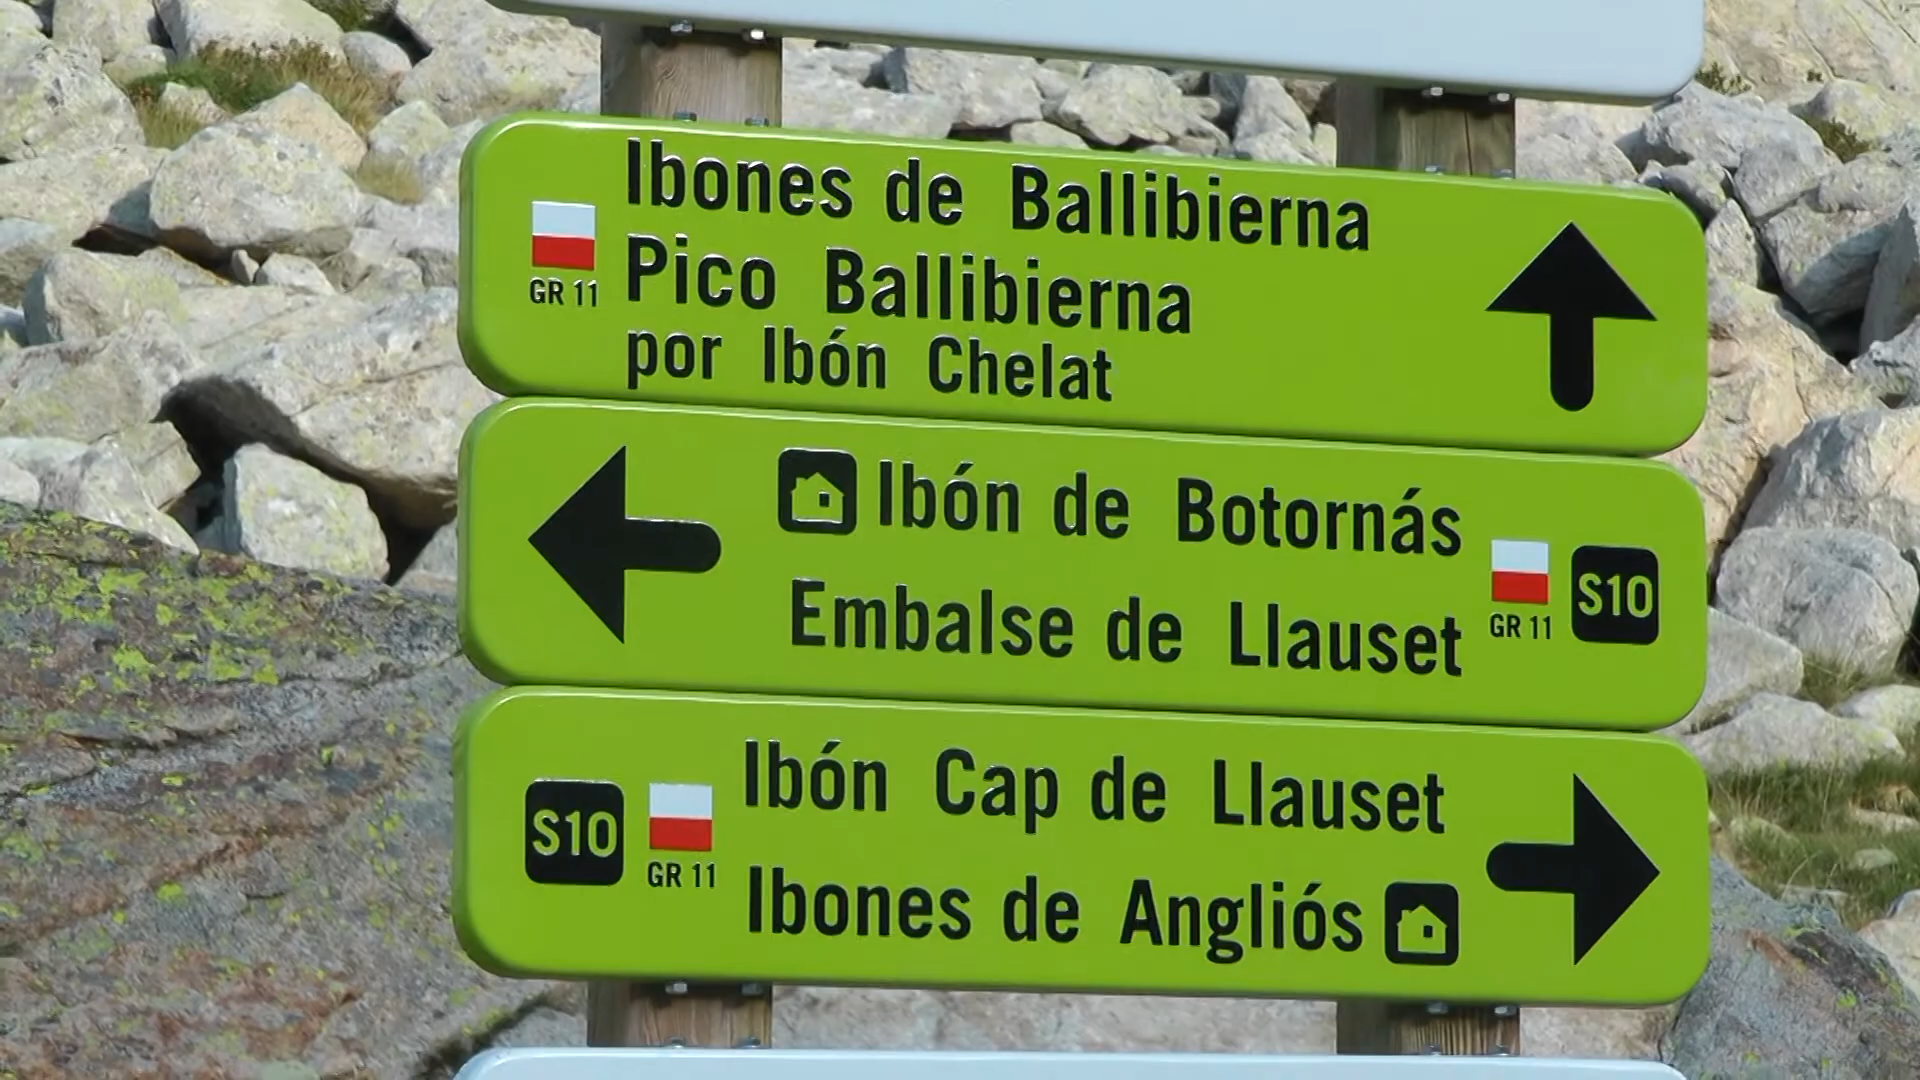 Ibones de Ballibierna
GR 11
Pico Ballibierna
por Ibón Chelat
Ibón de Botornás
Embalse de Llauset
GR 11
S10
S10
GR 11
Ibón Cap de Llauset
Ibones de Angliós